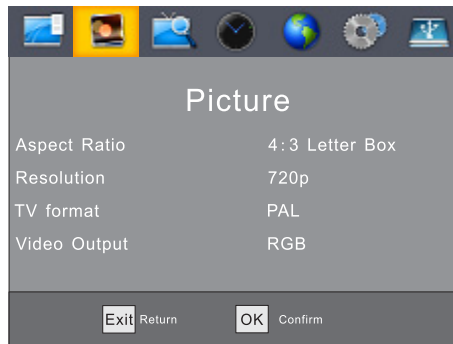 Picture
Aspect Ratio 4:3 Letter Box
Resolution 720p
TV format PAL
Video Output RGB
Exit Return OK Confirm